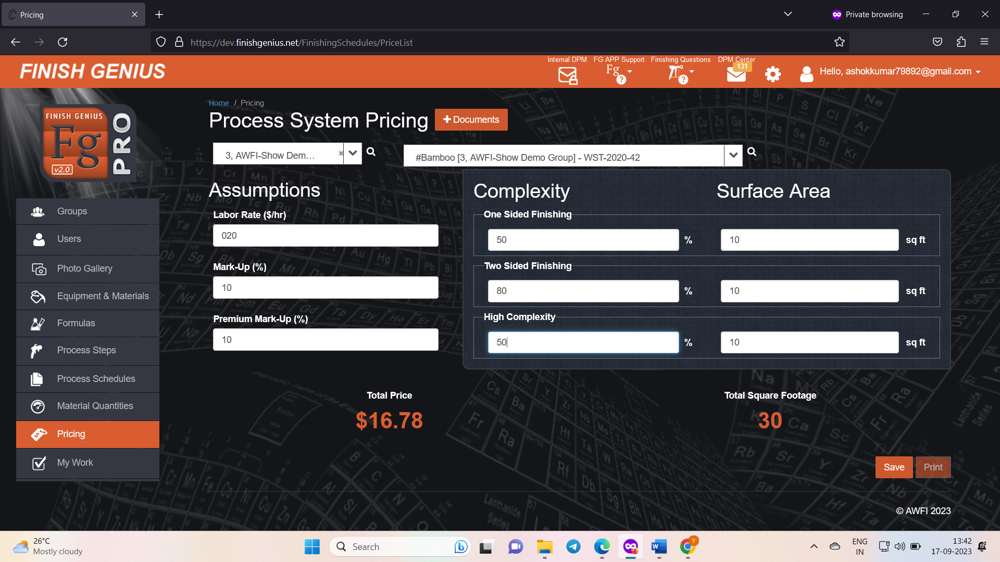 Pricing
Private browsing
https://dev.finishgenius.net/FinishingSchedules/PriceList
FINISH GENIUS
Internal DPM
FG APP Support
Finishing Questions
DPM Center
131
Hello, ashokkumar79892@gmail.com
FINISH GENIUS
Fg
v2.0
PRO
Home / Pricing
Process System Pricing
Documents
3, AWFI-Show Dem...
#Bamboo [3, AWFI-Show Demo Group] - WST-2020-42
Groups
Users
Photo Gallery
Equipment & Materials
Formulas
Process Steps
Process Schedules
Material Quantities
Pricing
My Work
Assumptions
Labor Rate ($/hr)
020
Mark-Up (%)
10
Premium Mark-Up (%)
10
Complexity
Surface Area
One Sided Finishing
50 %
10 sq ft
Two Sided Finishing
80 %
10 sq ft
High Complexity
50 %
10 sq ft
Total Price
$16.78
Total Square Footage
30
Save
Print
© AWFI 2023
26°C
Mostly cloudy
Search
ENG
IN
13:42
17-09-2023